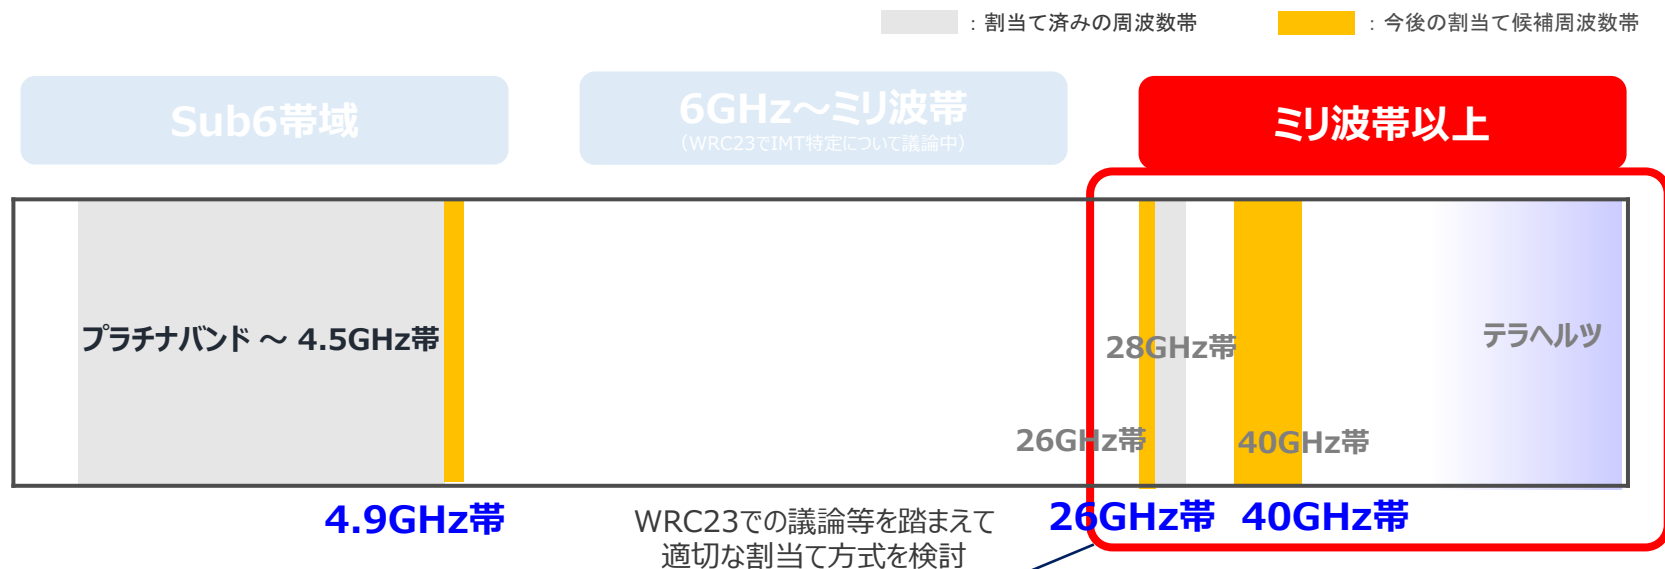 ：割当て済みの周波数帯
：今後の割当て候補周波数帯
Sub6帯域
6GHz～ミリ波帯
（WRC23でIMT特定について議論中）
ミリ波帯以上
プラチナバンド ～ 4.5GHz帯
28GHz帯
テラヘルツ
26GHz帯
40GHz帯
4.9GHz帯
WRC23での議論等を踏まえて
適切な割当て方式を検討
26GHz帯
40GHz帯